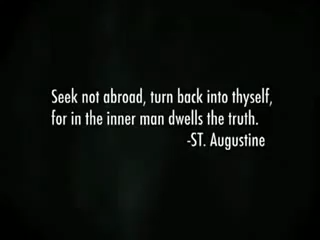 Seek not abroad, turn back into thyself,
for in the inner man dwells the truth.
-ST. Augustine